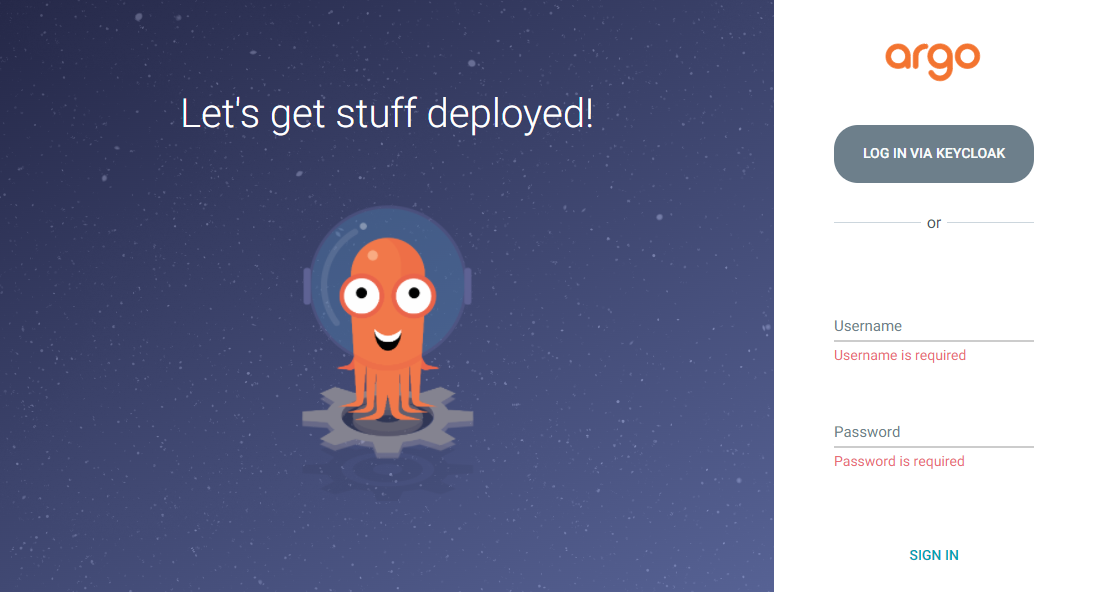 Let's get stuff deployed!
argo
LOG IN VIA KEYCLOAK
or
Username
Username is required
Password
Password is required
SIGN IN